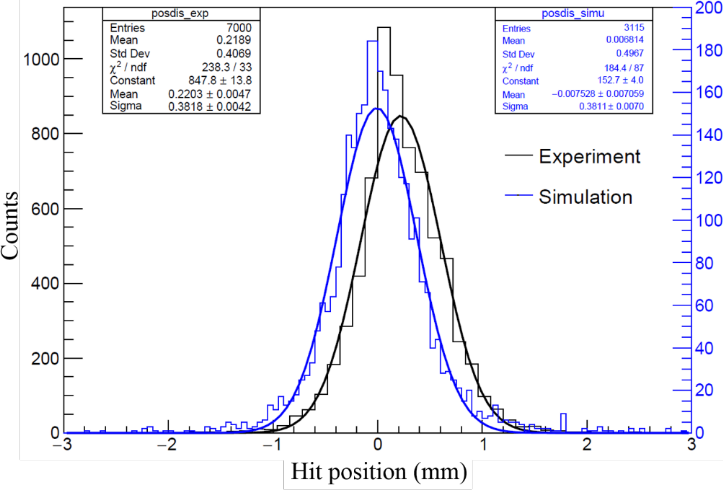 posdis_exp
Entries 7000
Mean 0.2189
Std Dev 0.4069
χ² / ndf 238.3 / 33
Constant 847.8 ± 13.8
Mean 0.2203 ± 0.0047
Sigma 0.3818 ± 0.0042
posdis_simu
Entries 3115
Mean 0.006814
Std Dev 0.4967
χ² / ndf 184.4 / 87
Constant 152.7 ± 4.0
Mean −0.007528 ± 0.007059
Sigma 0.3811 ± 0.0070
Experiment
Simulation
Counts
1000
800
600
400
200
0
200
180
160
140
120
100
80
60
40
20
0
−3 −2 −1 0 1 2 3
Hit position (mm)